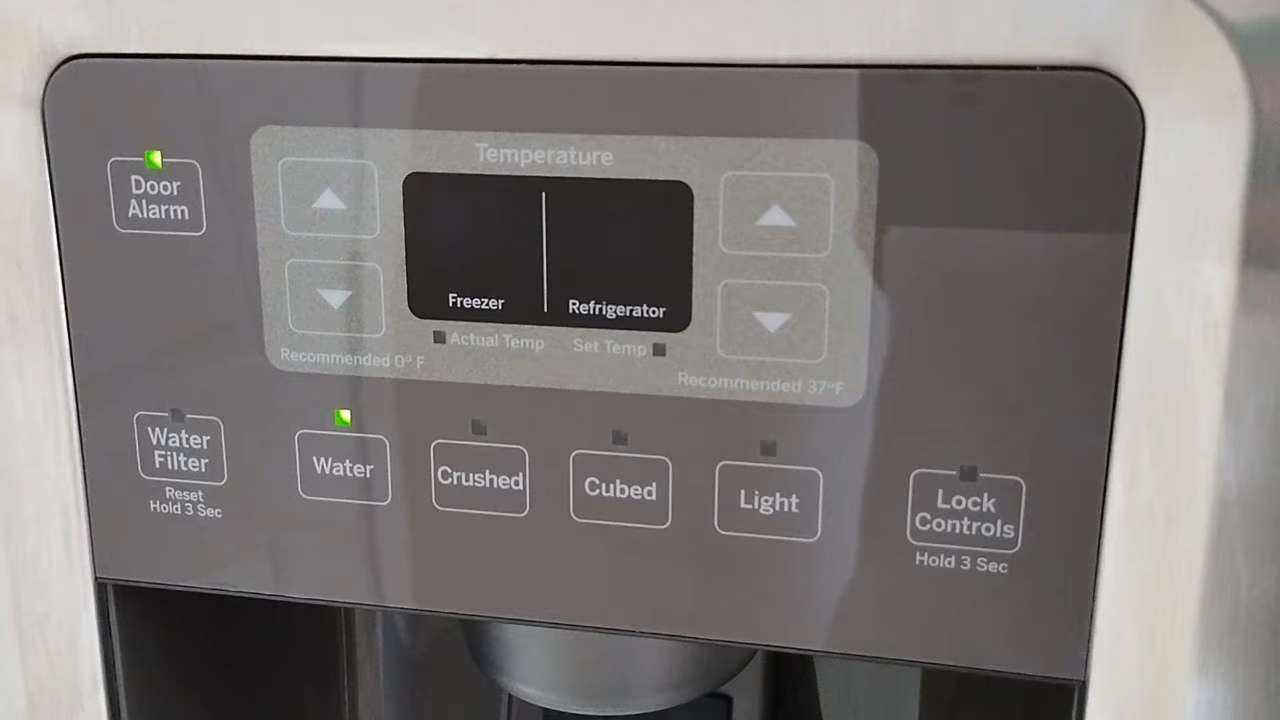 Temperature
Door
Alarm
Freezer
Refrigerator
Actual Temp
Set Temp
Recommended 0° F
Recommended 37°F
Water
Filter
Reset
Hold 3 Sec
Water
Crushed
Cubed
Light
Lock
Controls
Hold 3 Sec